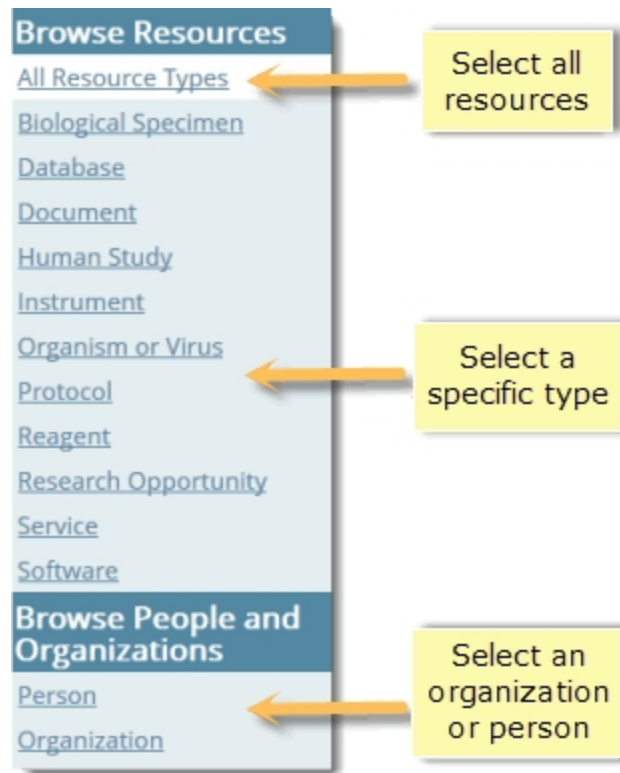 Browse Resources
All Resource Types
Select all
resources
Biological Specimen
Database
Document
Human Study
Instrument
Organism or Virus
Protocol
Select a
specific type
Reagent
Research Opportunity
Service
Software
Browse People and
Organizations
Person
Organization
Select an
organization
or person